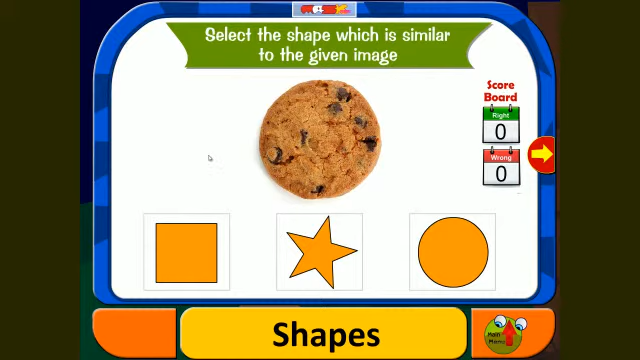 Select the shape which is similar
to the given image
Score
Board
Right
0
Wrong
0
Shapes
Main
Menu